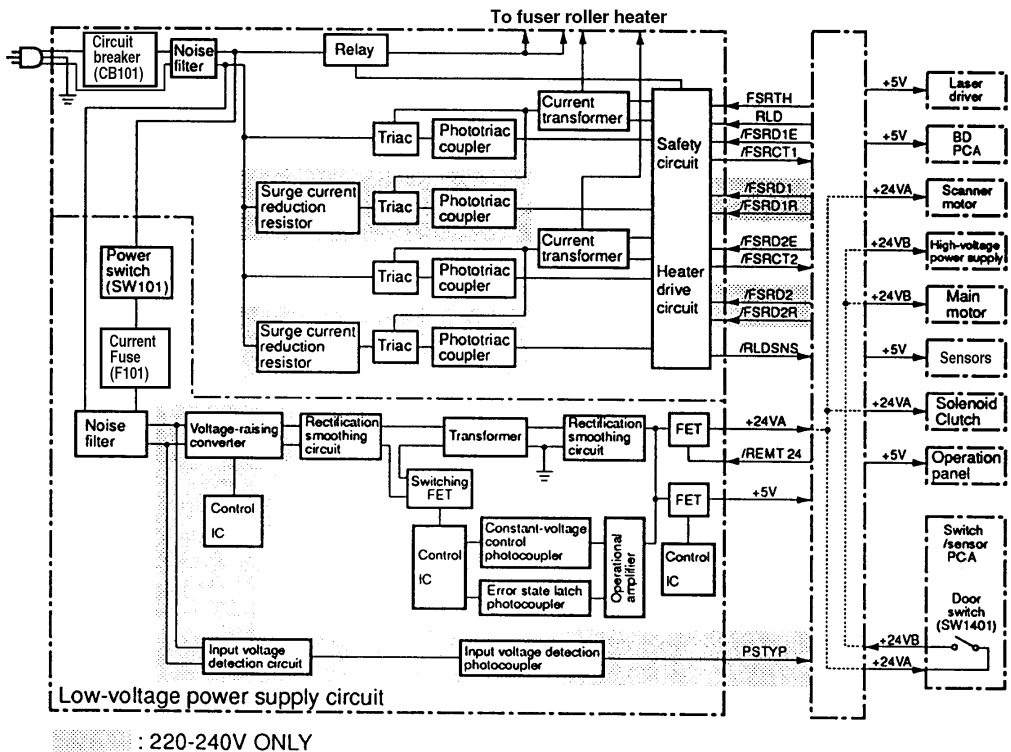 To fuser roller heater
Circuit
breaker
(CB101)
Noise
filter
Relay
Current
transformer
Triac
Phototriac
coupler
Safety
circuit
Surge current
reduction
resistor
Triac
Phototriac
coupler
Current
transformer
Triac
Phototriac
coupler
Heater
drive
circuit
Surge current
reduction
resistor
Triac
Phototriac
coupler
Power
switch
(SW101)
Current
Fuse
(F101)
Noise
filter
Voltage-raising
converter
Rectification
smoothing
circuit
Transformer
Rectification
smoothing
circuit
FET
Switching
FET
FET
Control
IC
Control
IC
Constant-voltage
control
photocoupler
Error state latch
photocoupler
Operational
amplifier
Control
IC
Input voltage
detection circuit
Input voltage detection
photocoupler
Low-voltage power supply circuit
FSRTH
RLD
/FSRD1E
/FSRCT1
/FSRD1
/FSRD1R
/FSRD2E
/FSRCT2
/FSRD2
/FSRD2R
/RLDSNS
+24VA
/REMT 24
+5V
PSTYP
+5V
Laser
driver
+5V
BD
PCA
+24VA
Scanner
motor
+24VB
High-voltage
power supply
+24VB
Main
motor
+5V
Sensors
+24VA
Solenoid
Clutch
+5V
Operation
panel
Switch
/sensor
PCA
Door
switch
(SW1401)
+24VB
+24VA
: 220-240V ONLY